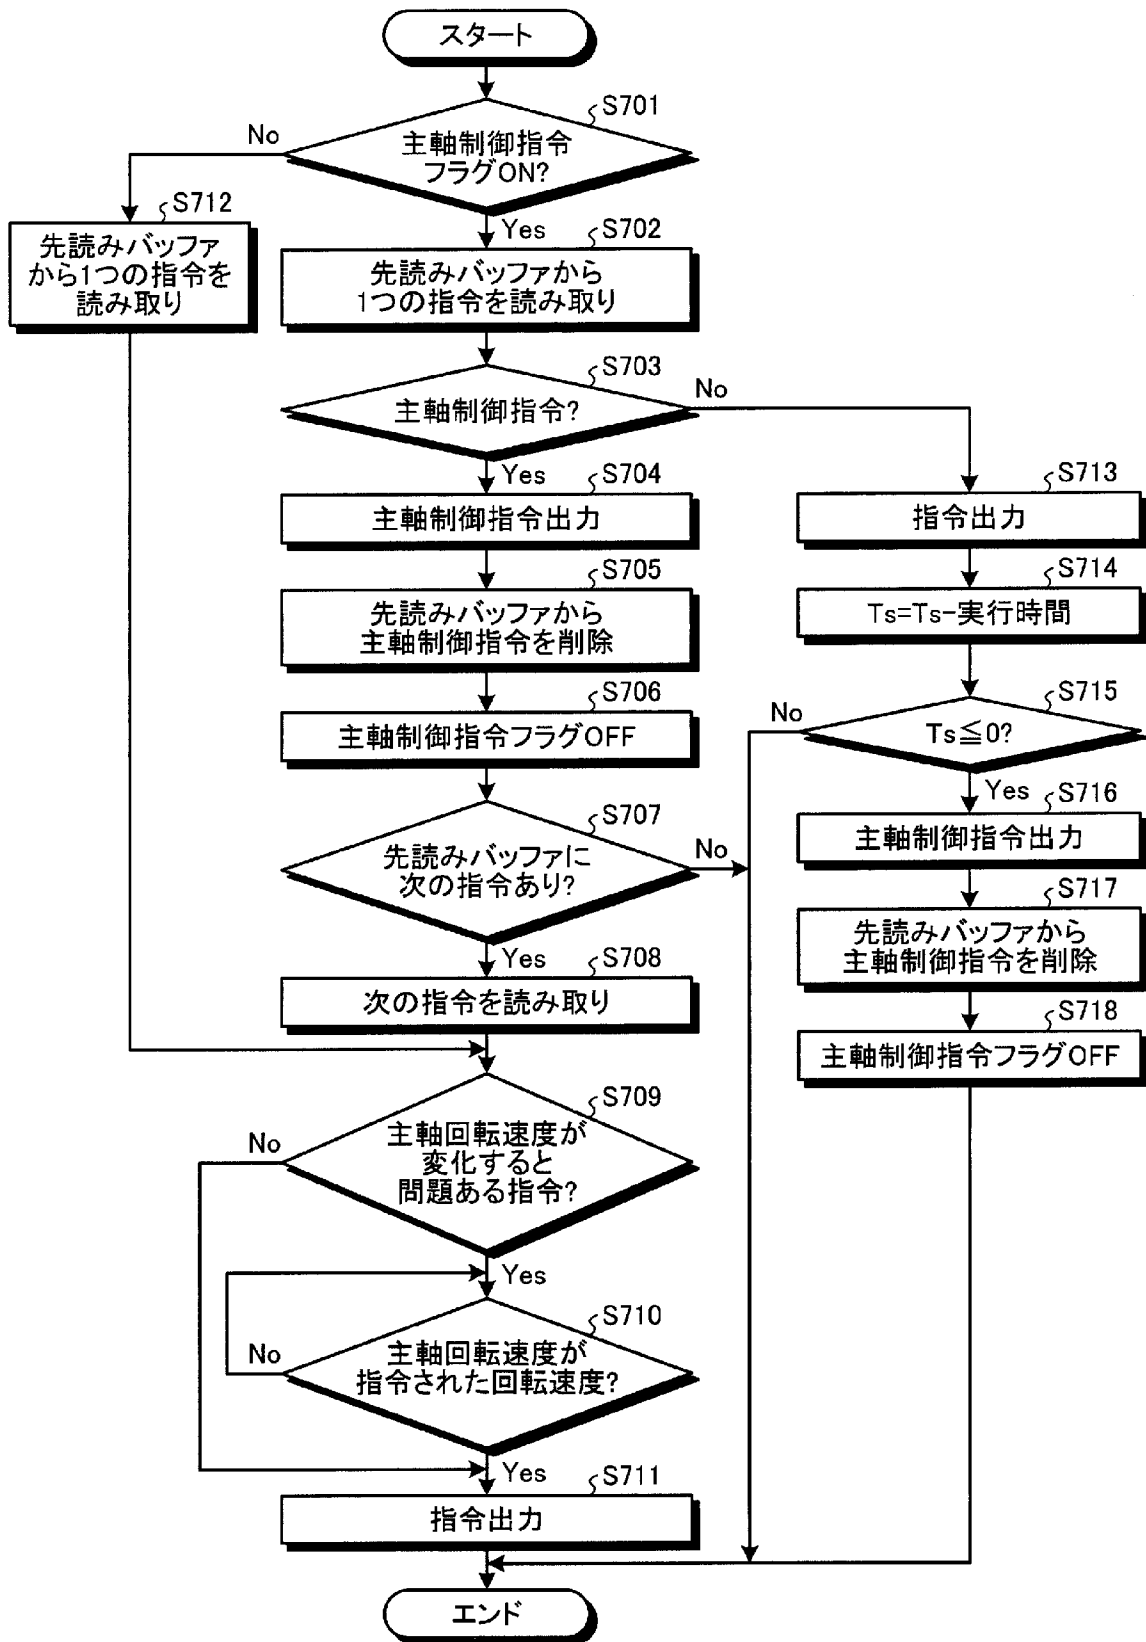 スタート
S701
No
主軸制御指令
フラグON?
S712
Yes
S702
先読みバッファ
から1つの指令を
読み取り
先読みバッファから
1つの指令を読み取り
S703
No
主軸制御指令?
Yes
S704
S713
主軸制御指令出力
指令出力
S705
S714
先読みバッファから
主軸制御指令を削除
Ts=Ts-実行時間
S706
S715
No
主軸制御指令フラグOFF
Ts≦0?
Yes
S716
S707
主軸制御指令出力
先読みバッファに
次の指令あり?
No
S717
先読みバッファから
主軸制御指令を削除
Yes
S708
次の指令を読み取り
S718
主軸制御指令フラグOFF
S709
No
主軸回転速度が
変化すると
問題ある指令?
Yes
S710
No
主軸回転速度が
指令された回転速度?
Yes
S711
指令出力
エンド